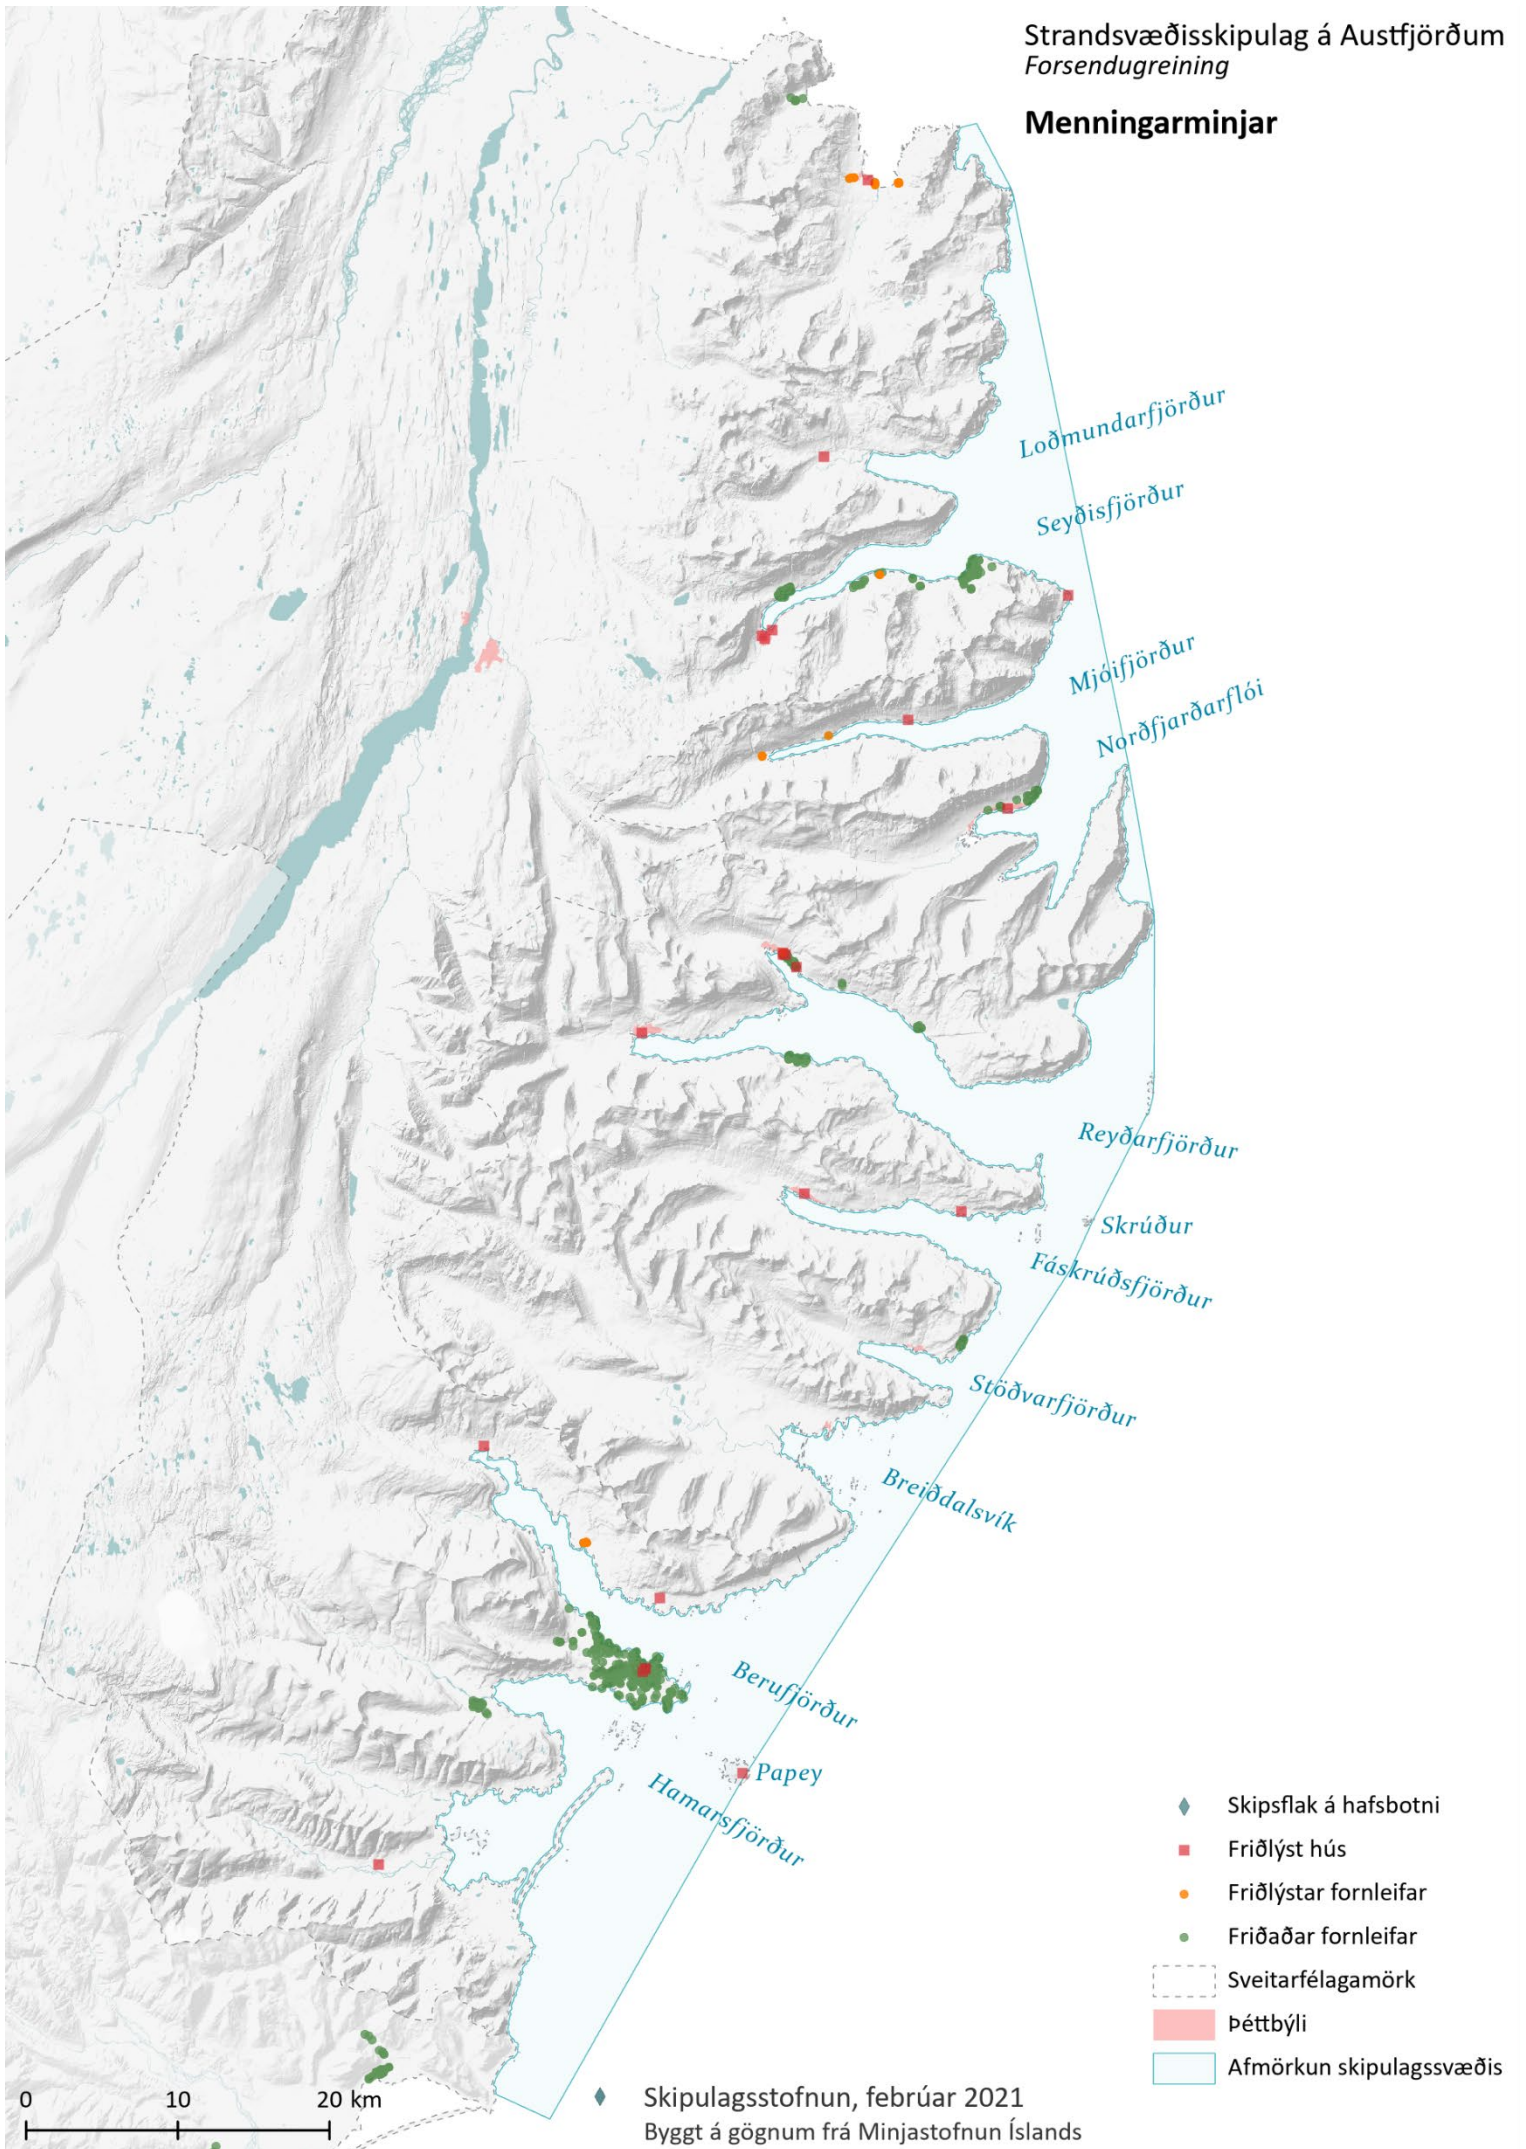 Strandsvæðisskipulag á Austfjörðum
Forsendugreining
Menningarminjar
Loðmundarfjörður
Seyðisfjörður
Mjóifjörður
Norðfjarðarflói
Reyðarfjörður
Skrúður
Fáskrúðsfjörður
Stöðvarfjörður
Breiðdalsvík
Berufjörður
Papey
Hamarsfjörður
Skipsflak á hafsbotni
Friðlýst hús
Friðlýstar fornleifar
Friðaðar fornleifar
Sveitarfélagamörk
Þéttbýli
Afmörkun skipulagssvæðis
0 10 20 km
Skipulagsstofnun, febrúar 2021
Byggt á gögnum frá Minjastofnun Íslands